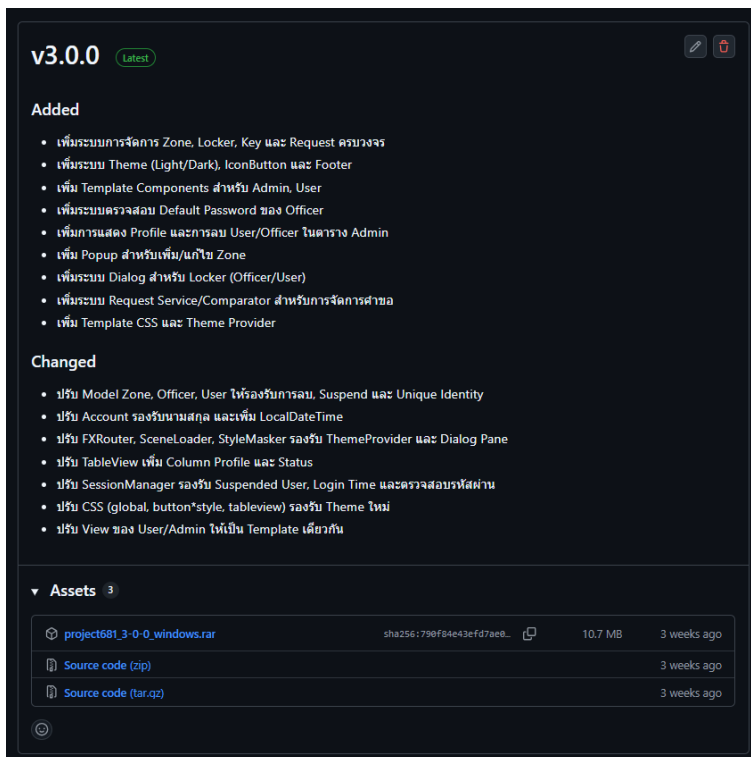 v3.0.0 Latest
Added
เพิ่มระบบการจัดการ Zone, Locker, Key และ Request ครบวงจร
เพิ่มระบบ Theme (Light/Dark), IconButton และ Footer
เพิ่ม Template Components สำหรับ Admin, User
เพิ่มระบบตรวจสอบ Default Password ของ Officer
เพิ่มการแสดง Profile และการลบ User/Officer ในตาราง Admin
เพิ่ม Popup สำหรับเพิ่ม/แก้ไข Zone
เพิ่มระบบ Dialog สำหรับ Locker (Officer/User)
เพิ่มระบบ Request Service/Comparator สำหรับการจัดการคำขอ
เพิ่ม Template CSS และ Theme Provider
Changed
ปรับ Model Zone, Officer, User ให้รองรับการลบ, Suspend และ Unique Identity
ปรับ Account รองรับนามสกุล และเพิ่ม LocalDateTime
ปรับ FXRouter, SceneLoader, StyleMasker รองรับ ThemeProvider และ Dialog Pane
ปรับ TableView เพิ่ม Column Profile และ Status
ปรับ SessionManager รองรับ Suspended User, Login Time และตรวจสอบรหัสผ่าน
ปรับ CSS (global, button*style, tableview) รองรับ Theme ใหม่
ปรับ View ของ User/Admin ให้เป็น Template เดียวกัน
Assets 3
project681_3-0-0_windows.rar sha256:790f84e43efd7ae0… 10.7 MB 3 weeks ago
Source code (zip) 3 weeks ago
Source code (tar.gz) 3 weeks ago